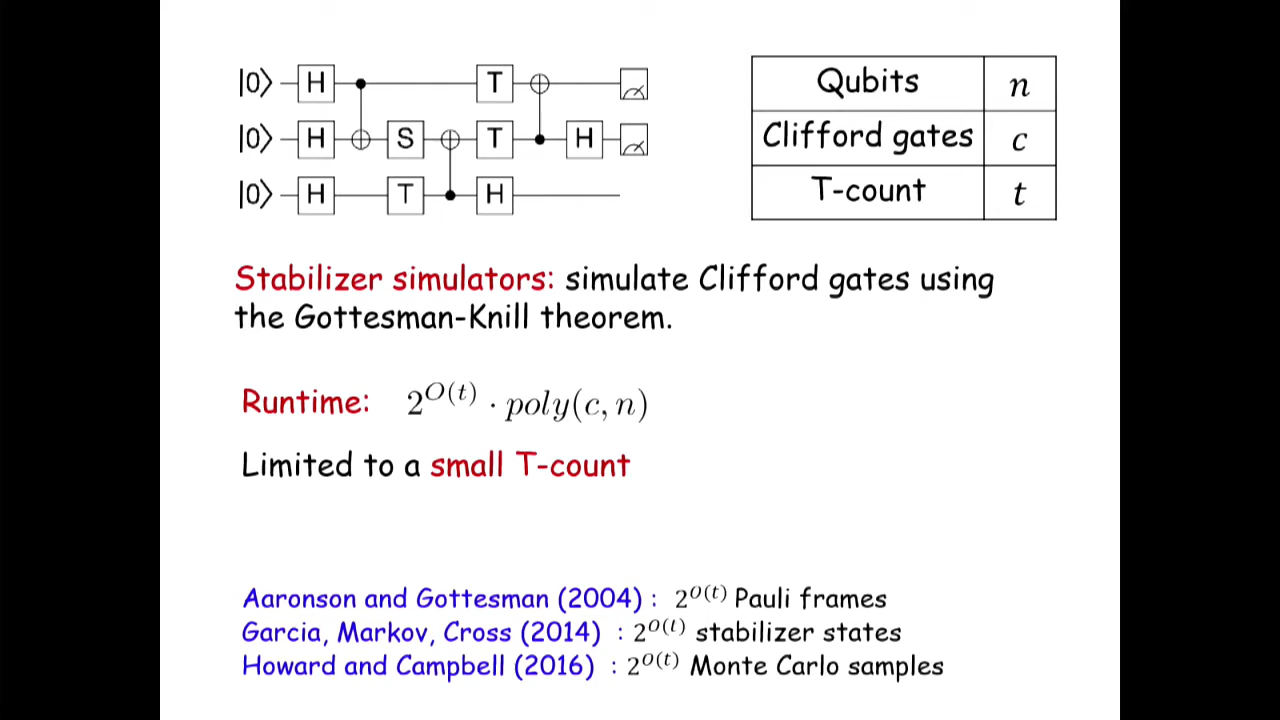 |0⟩ H T
|0⟩ H S T H
|0⟩ H T H
Qubits n
Clifford gates c
T-count t
Stabilizer simulators: simulate Clifford gates using
the Gottesman-Knill theorem.
Runtime: 2^{O(t)} · poly(c, n)
Limited to a small T-count
Aaronson and Gottesman (2004) : 2^{O(t)} Pauli frames
Garcia, Markov, Cross (2014) : 2^{O(t)} stabilizer states
Howard and Campbell (2016) : 2^{O(t)} Monte Carlo samples